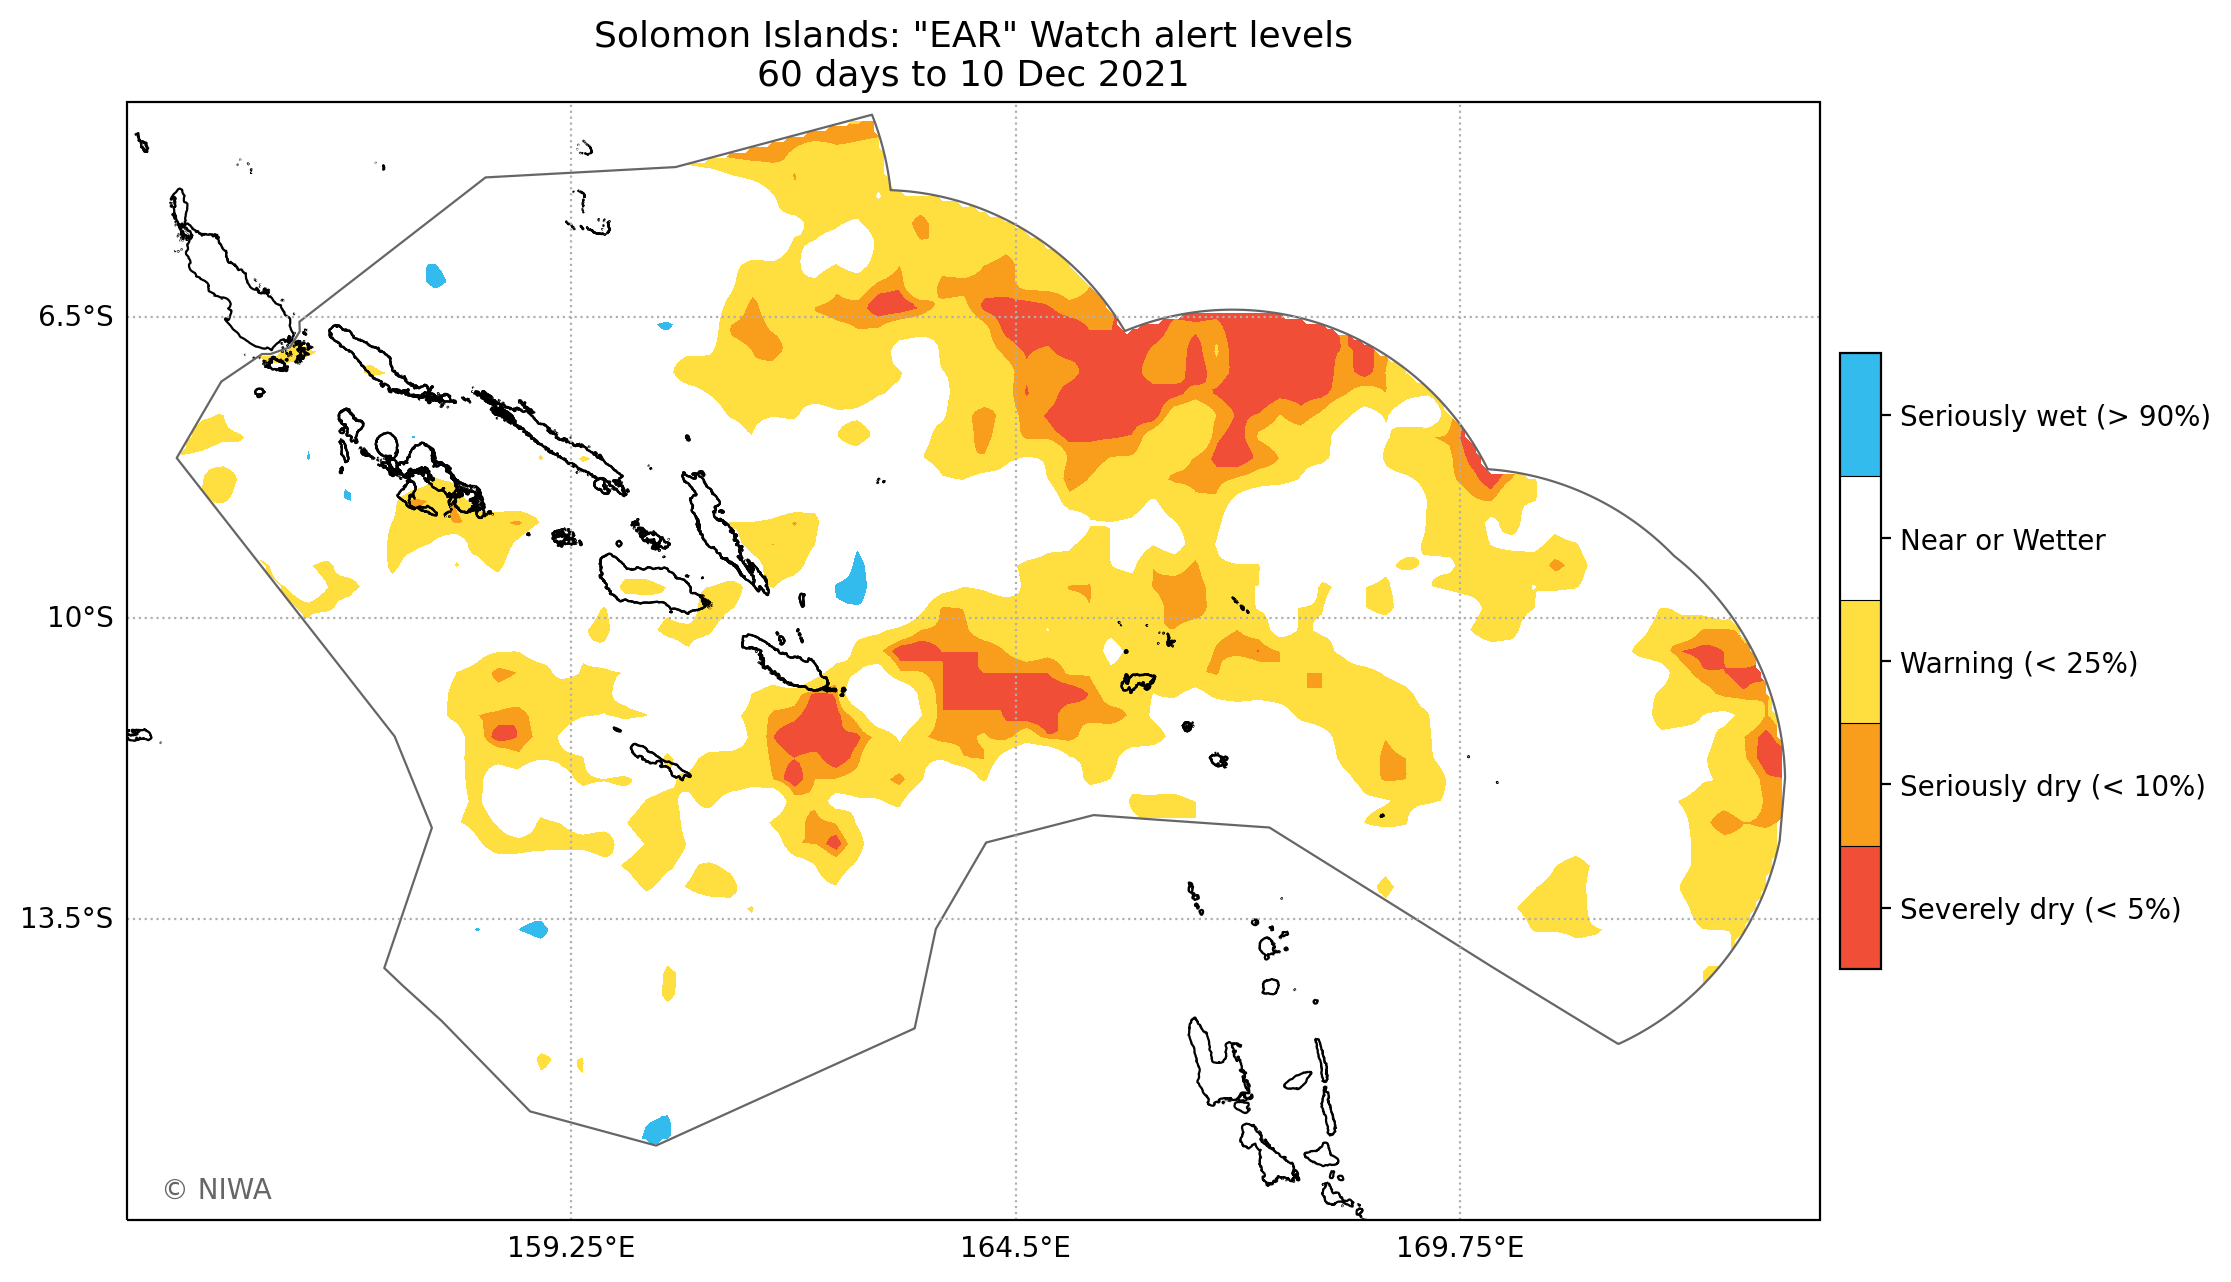 Solomon Islands: "EAR" Watch alert levels
60 days to 10 Dec 2021
6.5°S
10°S
13.5°S
159.25°E
164.5°E
169.75°E
Seriously wet (> 90%)
Near or Wetter
Warning (< 25%)
Seriously dry (< 10%)
Severely dry (< 5%)
© NIWA